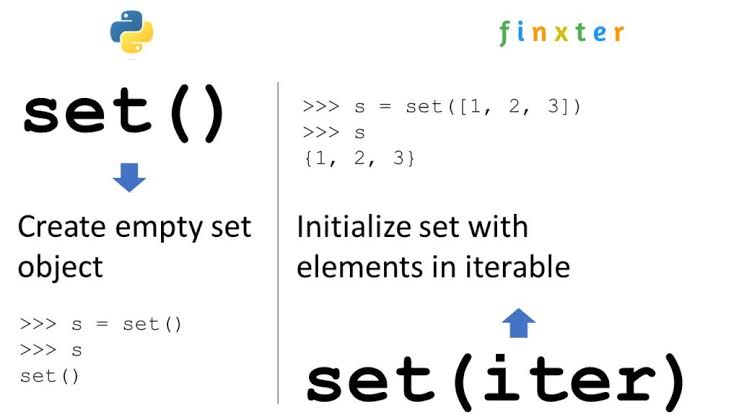 finxter
set()
Create empty set
object
>>> s = set()
>>> s
set()
>>> s = set([1, 2, 3])
>>> s
{1, 2, 3}
Initialize set with
elements in iterable
set(iter)